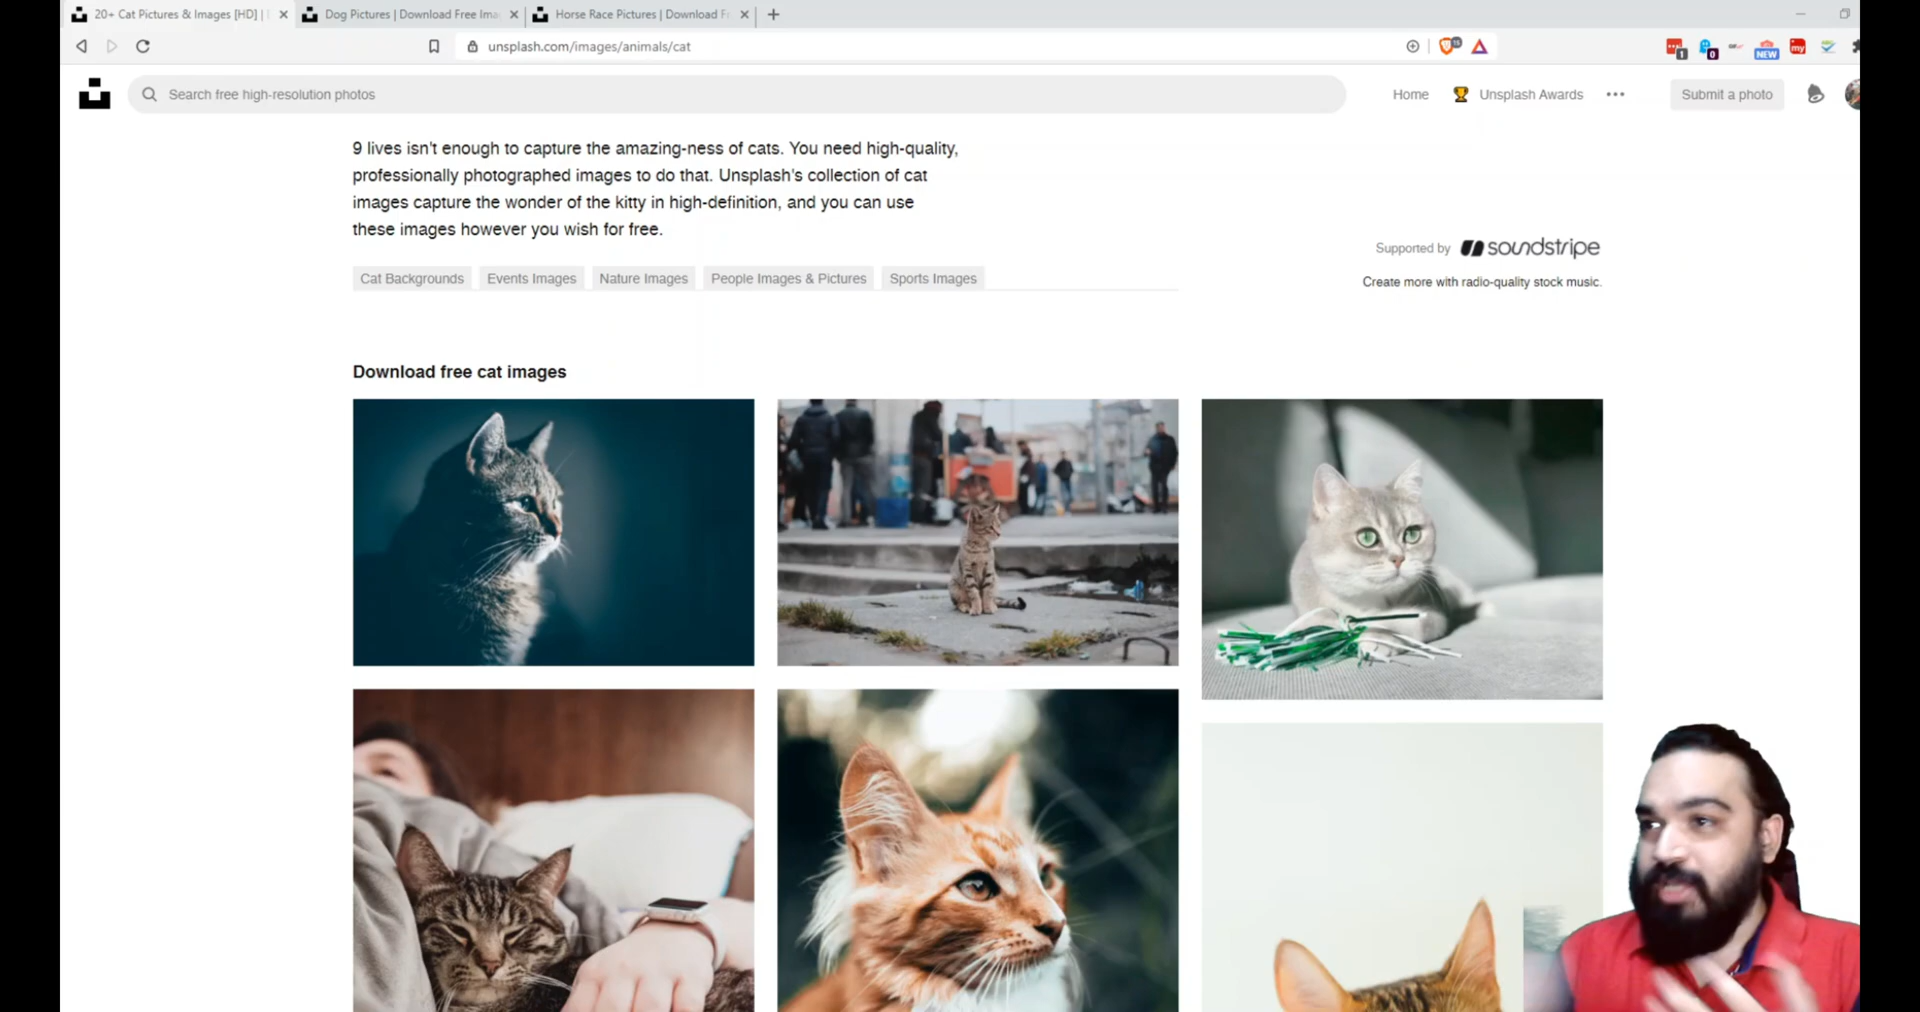 20+ Cat Pictures & Images [HD] |
Dog Pictures | Download Free Ima
Horse Race Pictures | Download F
unsplash.com/images/animals/cat
15
1
0
NEW
my
Search free high-resolution photos
Home
Unsplash Awards
Submit a photo
9 lives isn't enough to capture the amazing-ness of cats. You need high-quality,
professionally photographed images to do that. Unsplash's collection of cat
images capture the wonder of the kitty in high-definition, and you can use
these images however you wish for free.
Supported by soundstripe
Create more with radio-quality stock music.
Cat Backgrounds
Events Images
Nature Images
People Images & Pictures
Sports Images
Download free cat images